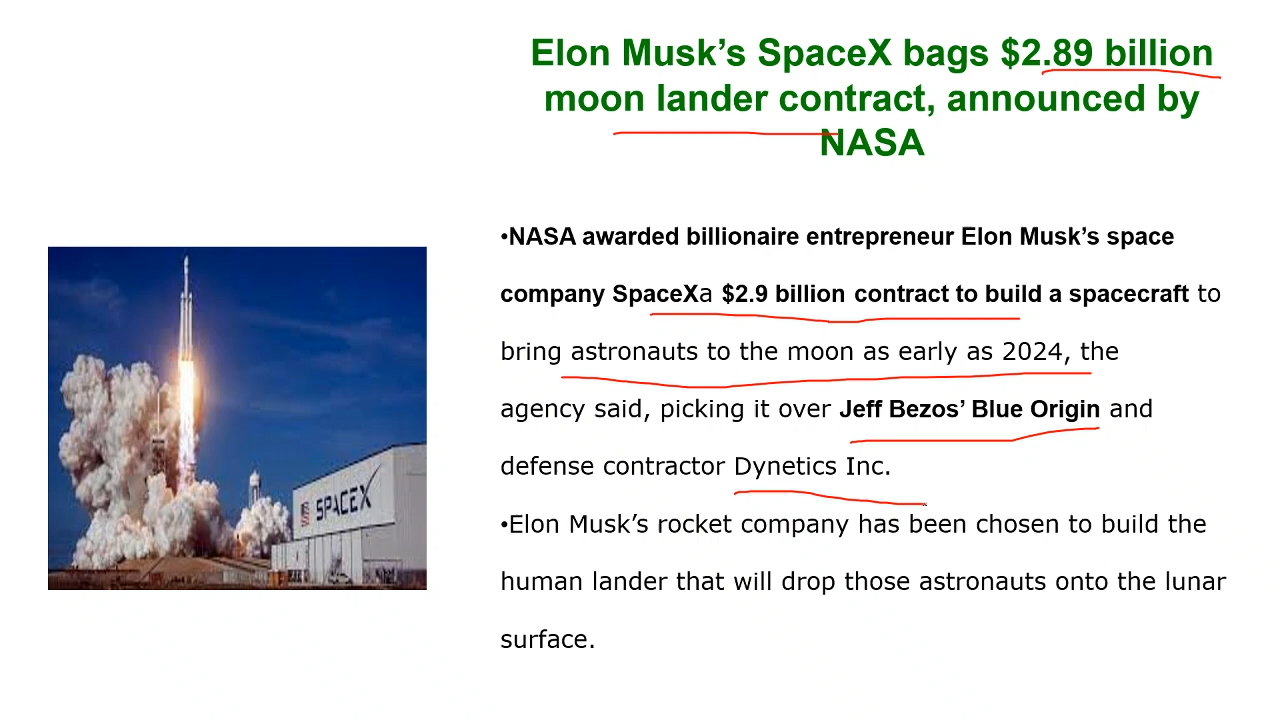 Elon Musk’s SpaceX bags $2.89 billion
moon lander contract, announced by
NASA
•NASA awarded billionaire entrepreneur Elon Musk’s space
company SpaceXa $2.9 billion contract to build a spacecraft to
bring astronauts to the moon as early as 2024, the
agency said, picking it over Jeff Bezos’ Blue Origin and
defense contractor Dynetics Inc.
•Elon Musk’s rocket company has been chosen to build the
human lander that will drop those astronauts onto the lunar
surface.
SPACEX